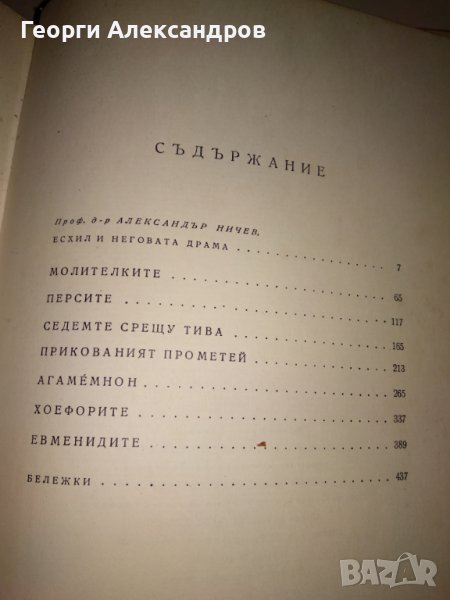 Георги Александров
СЪДЪРЖАНИЕ
Проф. д-р АЛЕКСАНДЪР НИЧЕВ,
ЕСХИЛ И НЕГОВАТА ДРАМА . . . . . . . . . . . . . . 7
МОЛИТЕЛКИТЕ . . . . . . . . . . . . . . . . . . . 65
ПЕРСИТЕ . . . . . . . . . . . . . . . . . . . . . 117
СЕДЕМТЕ СРЕЩУ ТИВА . . . . . . . . . . . . . . . 165
ПРИКОВАНИЯТ ПРОМЕТЕЙ . . . . . . . . . . . . . . 213
АГАМЕ́МНОН . . . . . . . . . . . . . . . . . . . . 265
ХОЕФОРИТЕ . . . . . . . . . . . . . . . . . . . . 337
ЕВМЕНИДИТЕ . . . . . . . . . . . . . . . . . . . 389
БЕЛЕЖКИ . . . . . . . . . . . . . . . . . . . . . 437
BAZAR